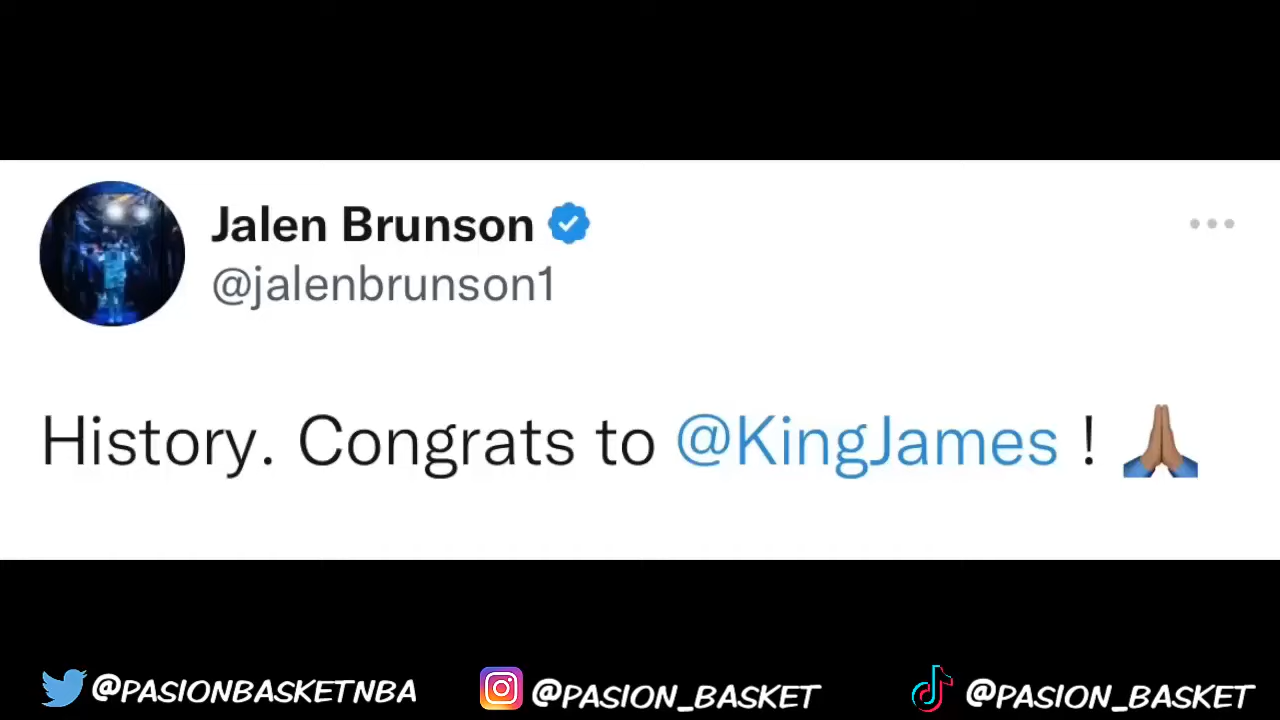 Jalen Brunson
@jalenbrunson1
History. Congrats to @KingJames ! 🙏🏽
@PASIONBASKETNBA
@PASION_BASKET
@PASION_BASKET